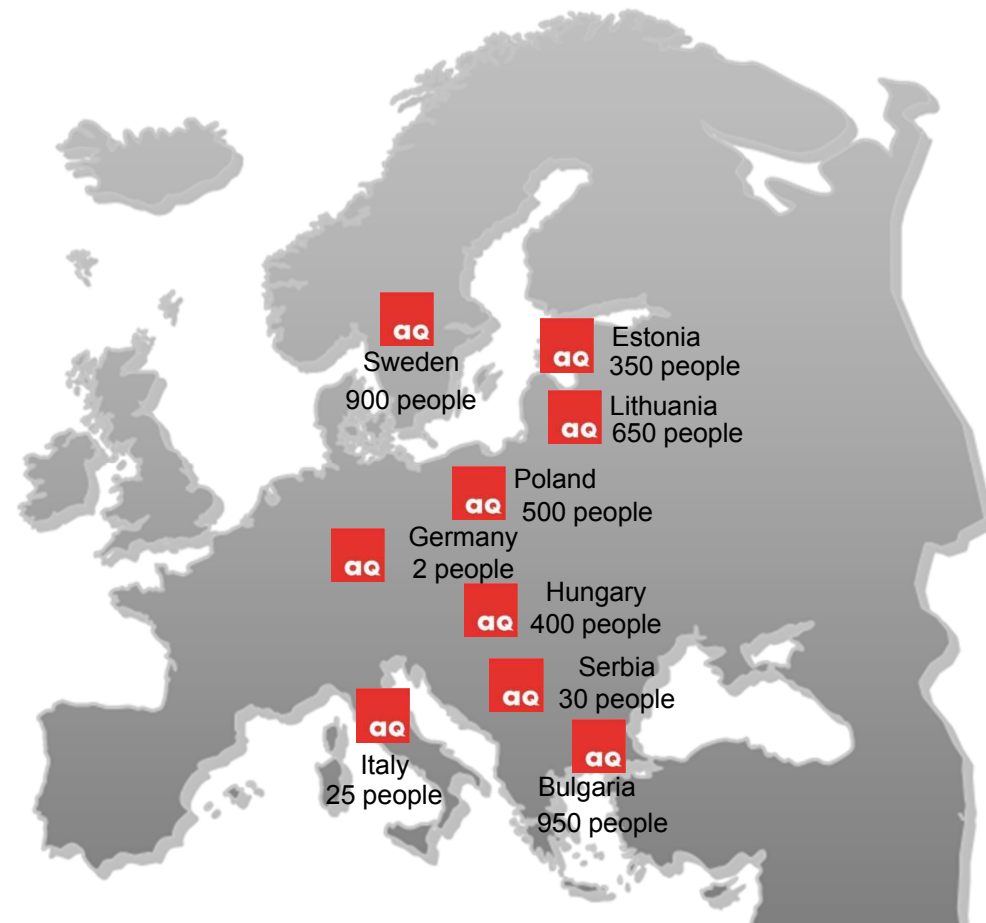 aQ
Sweden
900 people
aQ
Estonia
350 people
aQ
Lithuania
650 people
aQ
Poland
500 people
aQ
Germany
2 people
aQ
Hungary
400 people
aQ
Serbia
30 people
aQ
Italy
25 people
aQ
Bulgaria
950 people